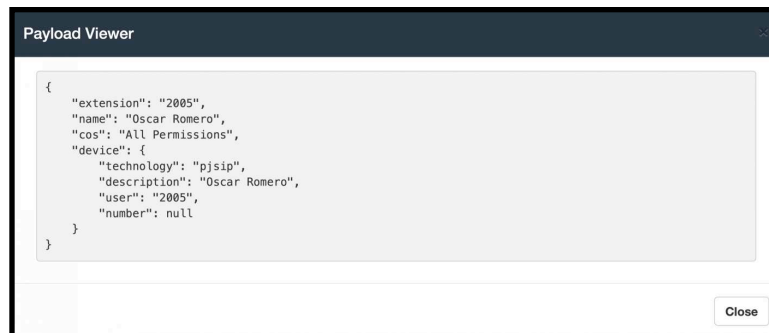 Payload Viewer
×
{
    "extension": "2005",
    "name": "Oscar Romero",
    "cos": "All Permissions",
    "device": {
        "technology": "pjsip",
        "description": "Oscar Romero",
        "user": "2005",
        "number": null
    }
}
Close